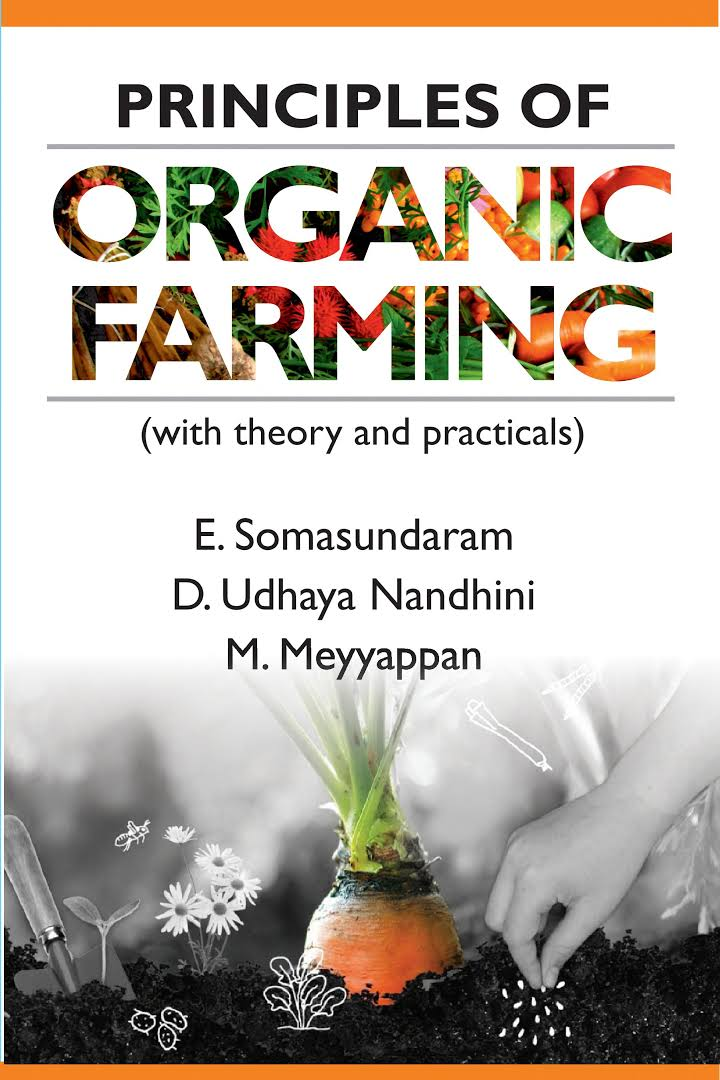 PRINCIPLES OF
ORGANIC
FARMING
(with theory and practicals)
E. Somasundaram
D. Udhaya Nandhini
M. Meyyappan